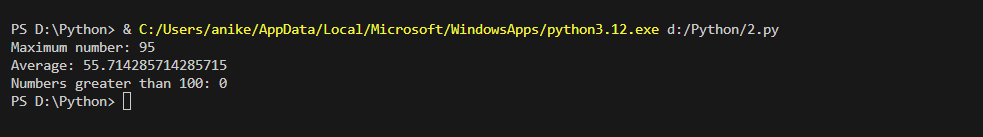 PS D:\Python> & C:/Users/anike/AppData/Local/Microsoft/WindowsApps/python3.12.exe d:/Python/2.py
Maximum number: 95
Average: 55.714285714285715
Numbers greater than 100: 0
PS D:\Python>